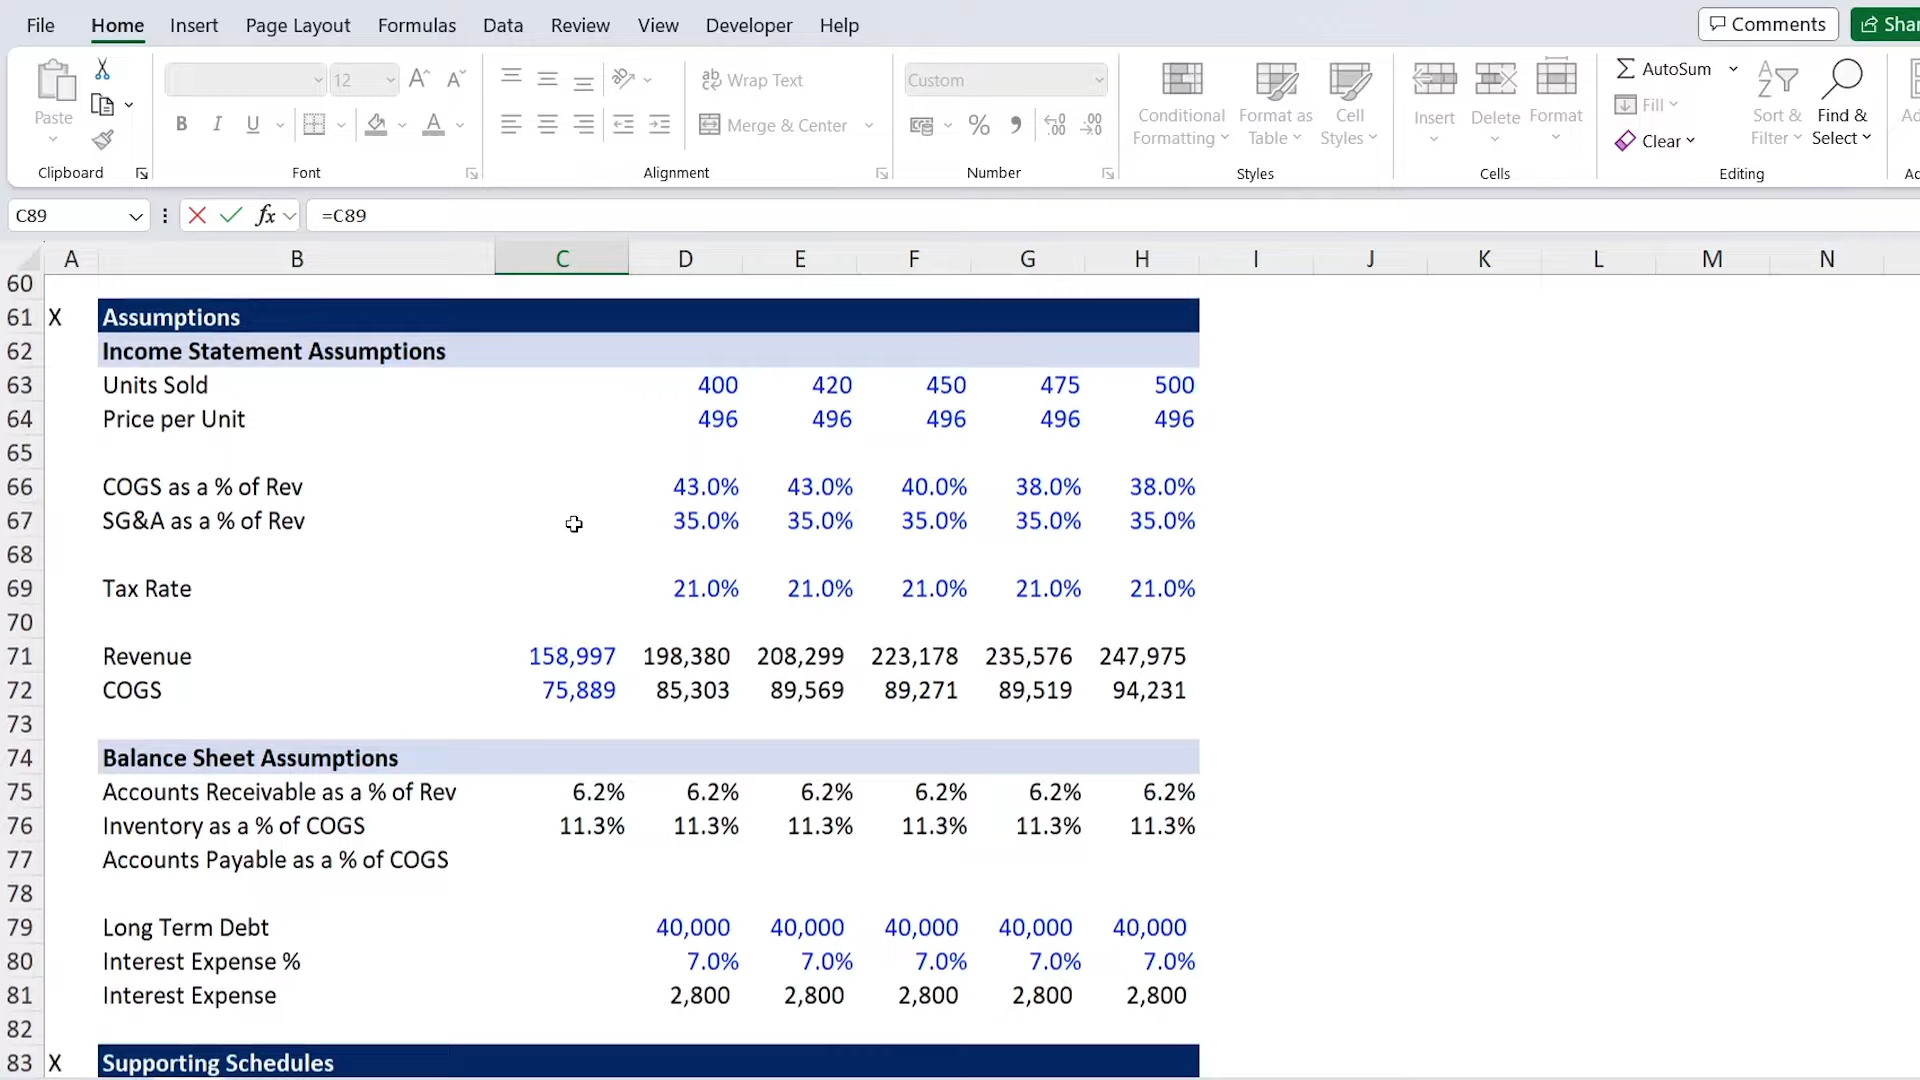 File Home Insert Page Layout Formulas Data Review View Developer Help Comments Shar
Paste
Clipboard
12
B I U
Font
Wrap Text
Merge & Center
Alignment
Custom
Number
Conditional Formatting
Format as Table
Cell Styles
Styles
Insert Delete Format
Cells
AutoSum
Fill
Clear
Sort & Filter
Find & Select
Editing
Ad
Ac
C89 fx =C89
A B C D E F G H I J K L M N
60
61 X Assumptions
62 Income Statement Assumptions
63 Units Sold 400 420 450 475 500
64 Price per Unit 496 496 496 496 496
65
66 COGS as a % of Rev 43.0% 43.0% 40.0% 38.0% 38.0%
67 SG&A as a % of Rev 35.0% 35.0% 35.0% 35.0% 35.0%
68
69 Tax Rate 21.0% 21.0% 21.0% 21.0% 21.0%
70
71 Revenue 158,997 198,380 208,299 223,178 235,576 247,975
72 COGS 75,889 85,303 89,569 89,271 89,519 94,231
73
74 Balance Sheet Assumptions
75 Accounts Receivable as a % of Rev 6.2% 6.2% 6.2% 6.2% 6.2% 6.2%
76 Inventory as a % of COGS 11.3% 11.3% 11.3% 11.3% 11.3% 11.3%
77 Accounts Payable as a % of COGS
78
79 Long Term Debt 40,000 40,000 40,000 40,000 40,000
80 Interest Expense % 7.0% 7.0% 7.0% 7.0% 7.0%
81 Interest Expense 2,800 2,800 2,800 2,800 2,800
82
83 X Supporting Schedules